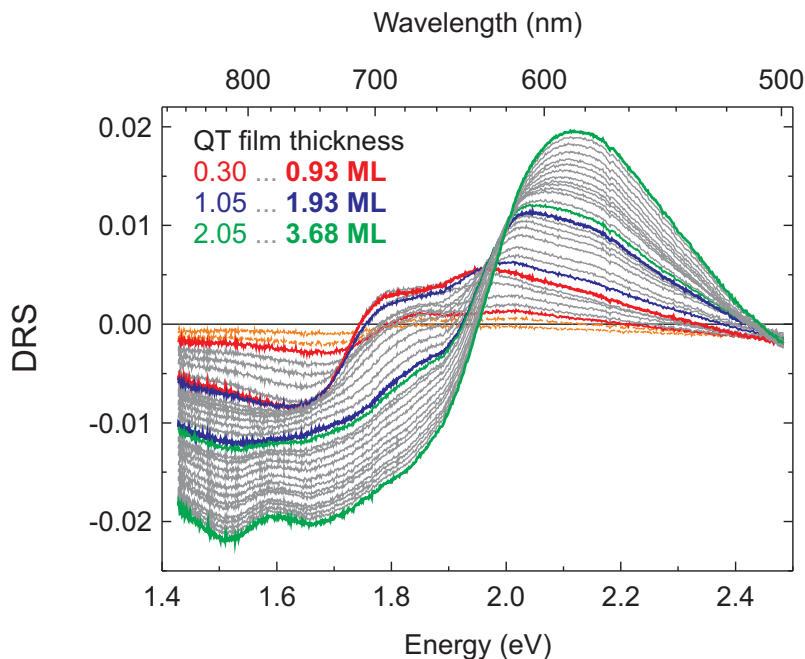 Wavelength (nm)
800 700 600 500
0.02
QT film thickness
0.30 ... 0.93 ML
1.05 ... 1.93 ML
2.05 ... 3.68 ML
0.01
0.00
DRS
-0.01
-0.02
1.4 1.6 1.8 2.0 2.2 2.4
Energy (eV)